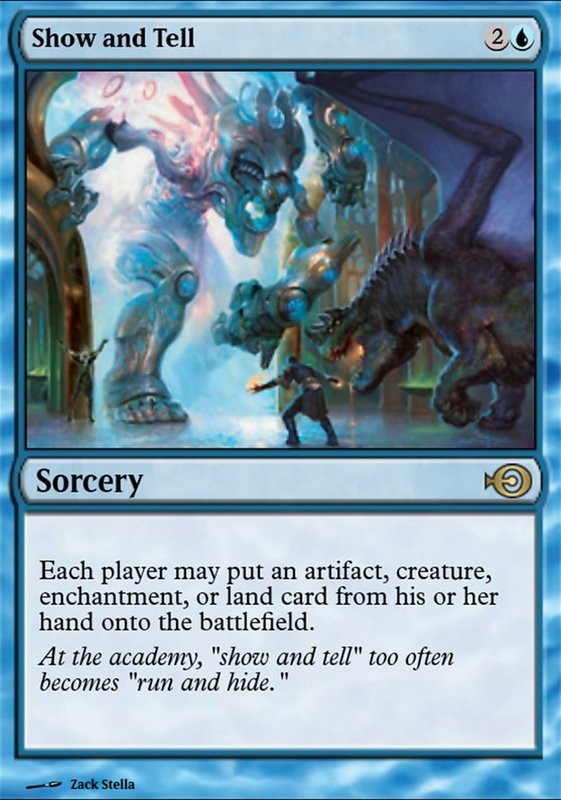 Show and Tell 2
Sorcery
Each player may put an artifact, creature,
enchantment, or land card from his or her
hand onto the battlefield.
At the academy, "show and tell" too often
becomes "run and hide."
Zack Stella